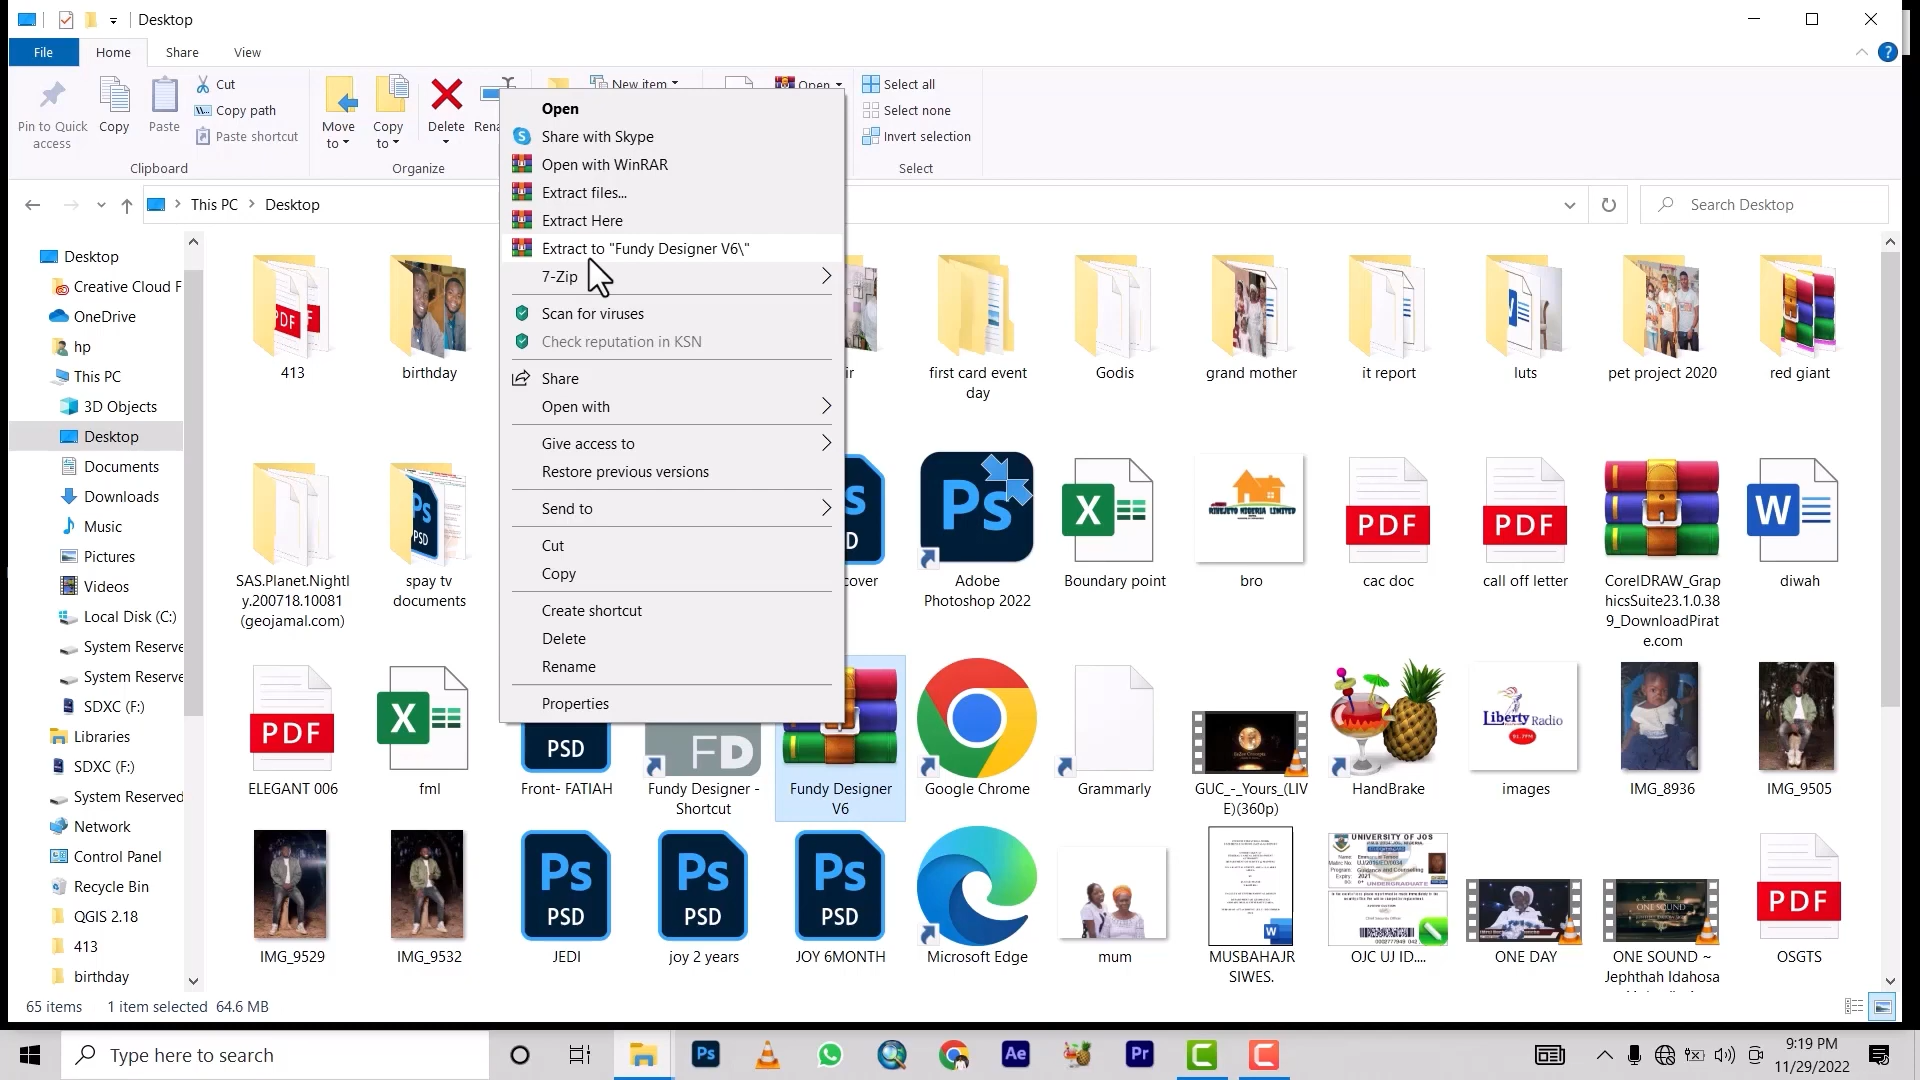 Desktop
File
Home
Share
View
Pin to Quick access
Copy
Paste
Cut
Copy path
Paste shortcut
Clipboard
Move to
Copy to
Delete
Organize
New item
Open
Select all
Select none
Invert selection
Select
This PC
Desktop
Search Desktop
Open
Share with Skype
Open with WinRAR
Extract files...
Extract Here
Extract to "Fundy Designer V6\"
7-Zip
Scan for viruses
Check reputation in KSN
Share
Open with
Give access to
Restore previous versions
Send to
Cut
Copy
Create shortcut
Delete
Rename
Properties
Desktop
Creative Cloud F
OneDrive
hp
This PC
3D Objects
Desktop
Documents
Downloads
Music
Pictures
Videos
Local Disk (C:)
System Reserve
System Reserve
SDXC (F:)
Libraries
SDXC (F:)
System Reserved
Network
Control Panel
Recycle Bin
QGIS 2.18
413
birthday
413
birthday
first card event
day
Godis
grand mother
it report
luts
pet project 2020
red giant
SAS.Planet.Nightl
y.200718.10081
(geojamal.com)
spay tv
documents
cover
Adobe
Photoshop 2022
Boundary point
bro
cac doc
call off letter
CorelDRAW_Grap
hicsSuite23.1.0.38
9_DownloadPirat
e.com
diwah
ELEGANT 006
fml
Front- FATIAH
Fundy Designer -
Shortcut
Fundy Designer
V6
Google Chrome
Grammarly
GUC_-_Yours_(LIV
E)(360p)
HandBrake
images
IMG_8936
IMG_9505
IMG_9529
IMG_9532
JEDI
joy 2 years
JOY 6MONTH
Microsoft Edge
mum
MUSBAHAJR
SIWES.
OJC UJ ID....
ONE DAY
ONE SOUND ~
Jephthah Idahosa
OSGTS
65 items
1 item selected 64.6 MB
Type here to search
9:19 PM
11/29/2022